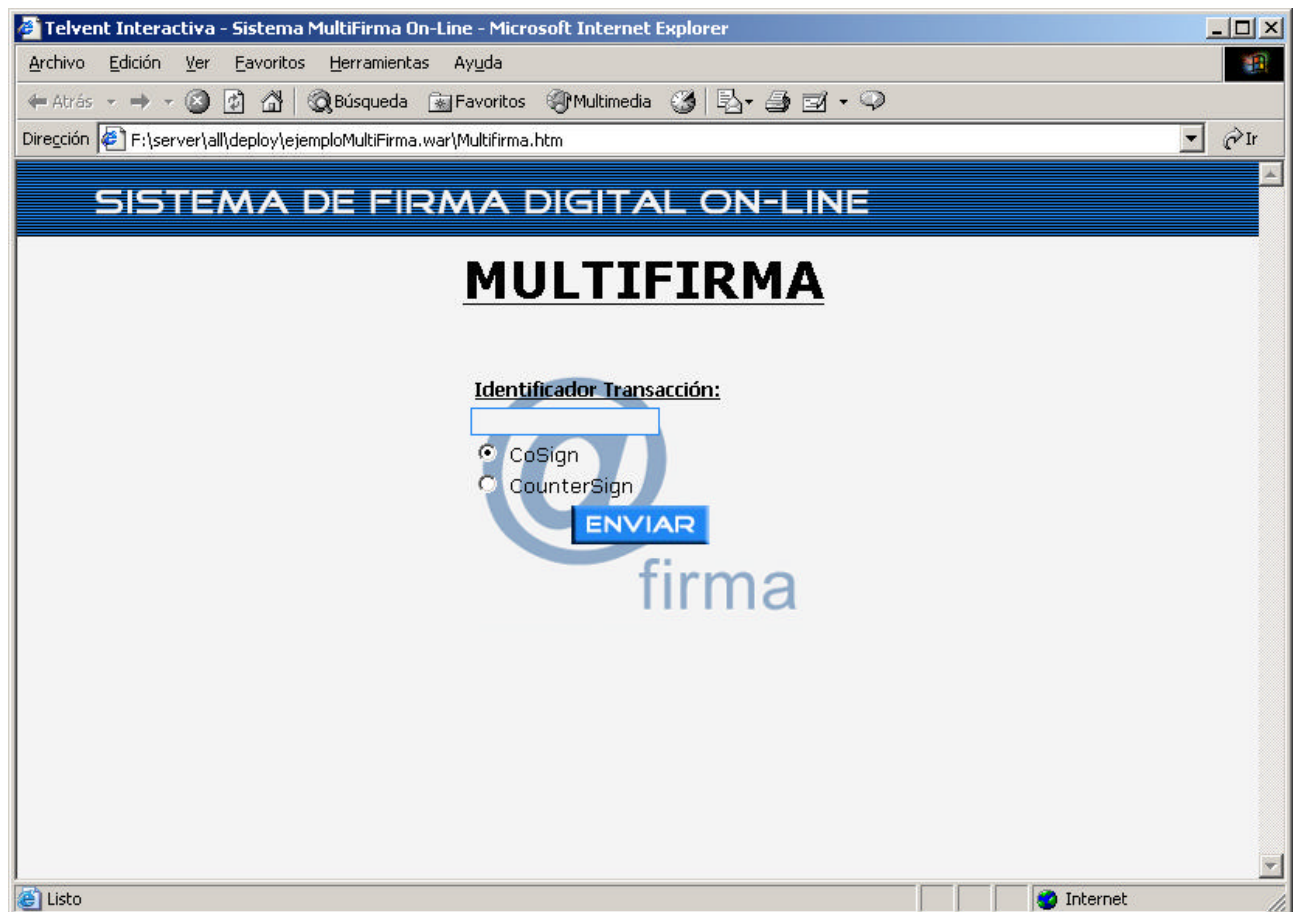 Telvent Interactiva - Sistema MultiFirma On-Line - Microsoft Internet Explorer
Archivo Edición Ver Favoritos Herramientas Ayuda
Atrás Búsqueda Favoritos Multimedia
Dirección F:\server\all\deploy\ejemploMultiFirma.war\Multifirma.htm Ir
SISTEMA DE FIRMA DIGITAL ON-LINE
MULTIFIRMA
Identificador Transacción:
CoSign
CounterSign
ENVIAR
@
firma
Listo Internet